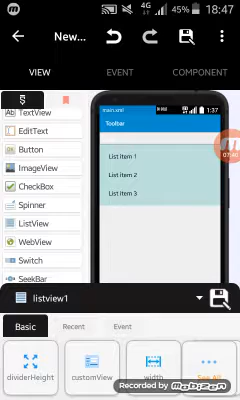 4G 45% 18:47
New...
VIEW EVENT COMPONENT
Ab TextView
EditText
Button
ImageView
CheckBox
Spinner
ListView
WebView
Switch
SeekBar
main.xml 1:37
Toolbar
List item 1
List item 2
List item 3
listview1
Basic Recent Event
dividerHeight customView width See All
Recorded by Mobizen